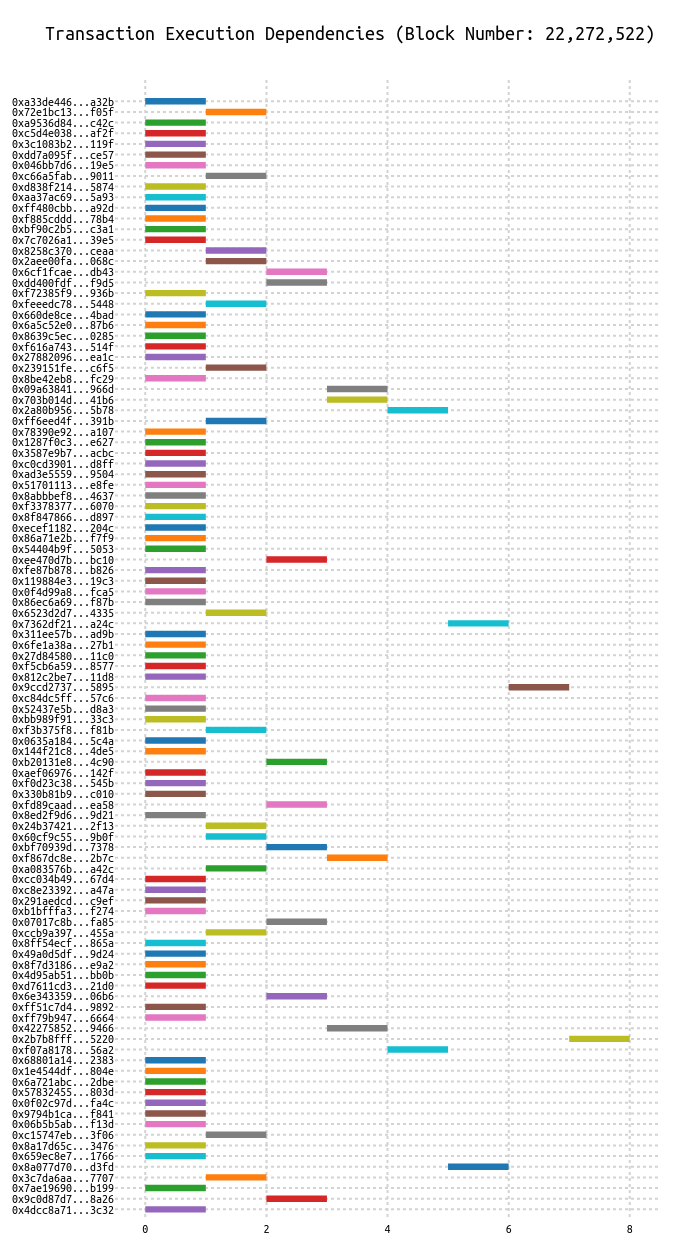 Transaction Execution Dependencies (Block Number: 22,272,522)
0xa33de446...a32b
0x72e1bc13...f05f
0xa9536d84...c42c
0xc5d4e038...af2f
0x3c1083b2...119f
0xdd7a095f...ce57
0x046bb7d6...19e5
0xc66a5fab...9011
0xd838f214...5874
0xaa37ac69...5a93
0xff480cbb...a92d
0xf885cddd...78b4
0xbf90c2b5...c3a1
0x7c7026a1...39e5
0x8258c370...ceaa
0x2aee00fa...068c
0x6cf1fcae...db43
0xdd400fdf...f9d5
0xf72385f9...936b
0xfeeedc78...5448
0x660de8ce...4bad
0x6a5c52e0...87b6
0x8639c5ec...0285
0xf616a743...514f
0x27882096...ea1c
0x239151fe...c6f5
0x8be42eb8...fc29
0x09a63841...966d
0x703b014d...41b6
0x2a80b956...5b78
0xff6eed4f...391b
0x78390e92...a107
0x1287f0c3...e627
0x3587e9b7...acbc
0xc0cd3901...d8ff
0xad3e5559...9504
0x51701113...e8fe
0x8abbbef8...4637
0xf3378377...6070
0x8f847866...d897
0xecef1182...204c
0x86a71e2b...f7f9
0x54404b9f...5053
0xee470d7b...bc10
0xfe87b878...b826
0x119884e3...19c3
0x0f4d99a8...fca5
0x86ec6a69...f87b
0x6523d2d7...4335
0x7362df21...a24c
0x311ee57b...ad9b
0x6fe1a38a...27b1
0x27d84580...11c0
0xf5cb6a59...8577
0x812c2be7...11d8
0x9ccd2737...5895
0xc84dc5ff...57c6
0x52437e5b...d8a3
0xbb989f91...33c3
0xf3b375f8...f81b
0x0635a184...5c4a
0x144f21c8...4de5
0xb20131e8...4c90
0xaef06976...142f
0xf0d23c38...545b
0x330b81b9...c010
0xfd89caad...ea58
0x8ed2f9d6...9d21
0x24b37421...2f13
0x60cf9c55...9b0f
0xbf70939d...7378
0xf867dc8e...2b7c
0xa083576b...a42c
0xcc034b49...67d4
0xc8e23392...a47a
0x291aedcd...c9ef
0xb1bfffa3...f274
0x07017c8b...fa85
0xccb9a397...455a
0x8ff54ecf...865a
0x49a0d5df...9d24
0x8f7d3186...e9a2
0x4d95ab51...bb0b
0xd7611cd3...21d0
0x6e343359...06b6
0xff51c7d4...9892
0xff79b947...6664
0x42275852...9466
0x2b7b8fff...5220
0xf07a8178...56a2
0x68801a14...2383
0x1e4544df...804e
0x6a721abc...2dbe
0x57832455...803d
0x0f02c97d...fa4c
0x9794b1ca...f841
0x06b5b5ab...f13d
0xc15747eb...3f06
0x8a17d65c...3476
0x659ec8e7...1766
0x8a077d70...d3fd
0x3c7da6aa...7707
0x7ae19690...b199
0x9c0d87d7...8a26
0x4dcc8a71...3c32
0 2 4 6 8